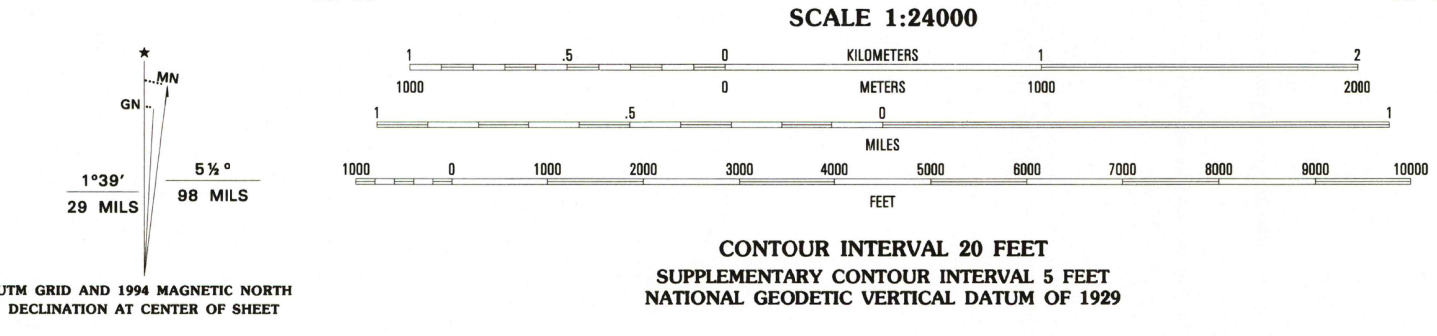 SCALE 1:24000
1 .5 0 KILOMETERS 1 2
1000 0 METERS 1000 2000
1 .5 0 1
MILES
1000 0 1000 2000 3000 4000 5000 6000 7000 8000 9000 10000
FEET
CONTOUR INTERVAL 20 FEET
SUPPLEMENTARY CONTOUR INTERVAL 5 FEET
NATIONAL GEODETIC VERTICAL DATUM OF 1929
★
MN
GN
1°39′
29 MILS
5½°
98 MILS
UTM GRID AND 1994 MAGNETIC NORTH
DECLINATION AT CENTER OF SHEET